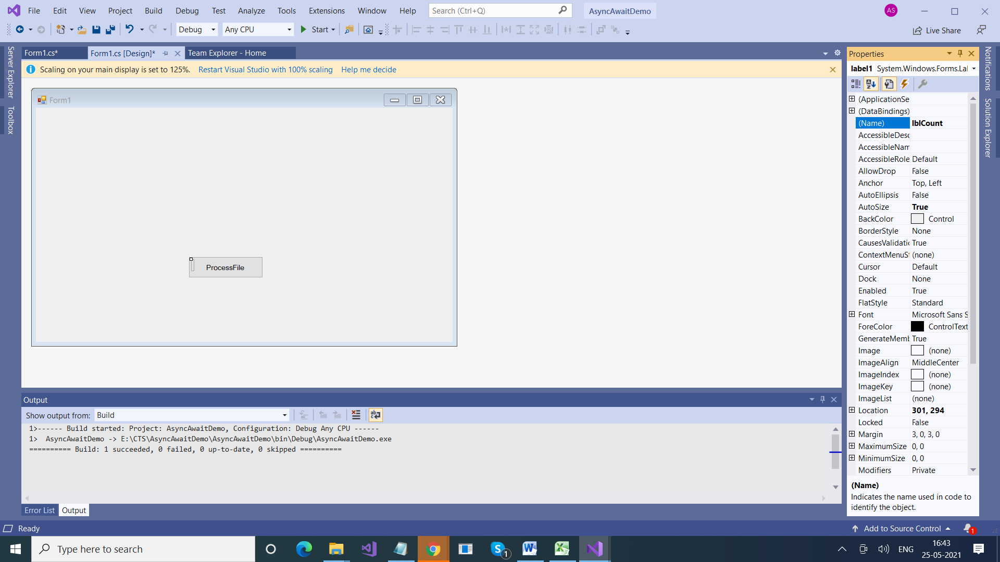 File Edit View Project Build Debug Test Analyze Tools Extensions Window Help Search (Ctrl+Q) AsyncAwaitDemo AS
Debug Any CPU Start Live Share
Server Explorer
Toolbox
Form1.cs* Form1.cs [Design]* Team Explorer - Home
Scaling on your main display is set to 125%. Restart Visual Studio with 100% scaling Help me decide
Form1
ProcessFile
Output
Show output from: Build
1>------ Build started: Project: AsyncAwaitDemo, Configuration: Debug Any CPU ------
1>  AsyncAwaitDemo -> E:\CTS\AsyncAwaitDemo\AsyncAwaitDemo\bin\Debug\AsyncAwaitDemo.exe
========== Build: 1 succeeded, 0 failed, 0 up-to-date, 0 skipped ==========
Error List Output
Properties
label1 System.Windows.Forms.Lal
(ApplicationSe
(DataBindings)
(Name) lblCount
AccessibleDesc
AccessibleNam
AccessibleRole Default
AllowDrop False
Anchor Top, Left
AutoEllipsis False
AutoSize True
BackColor Control
BorderStyle None
CausesValidatic True
ContextMenuSt (none)
Cursor Default
Dock None
Enabled True
FlatStyle Standard
Font Microsoft Sans S
ForeColor ControlText
GenerateMemb True
Image (none)
ImageAlign MiddleCenter
ImageIndex (none)
ImageKey (none)
ImageList (none)
Location 301, 294
Locked False
Margin 3, 0, 3, 0
MaximumSize 0, 0
MinimumSize 0, 0
Modifiers Private
(Name)
Indicates the name used in code to
identify the object.
Notifications
Solution Explorer
Ready Add to Source Control 1
Type here to search 1 ENG 16:43
25-05-2021